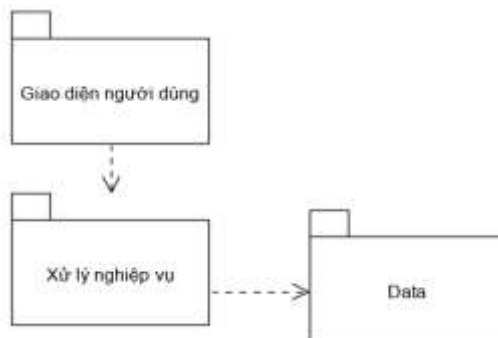 Giao diện người dùng
Xử lý nghiệp vụ
Data